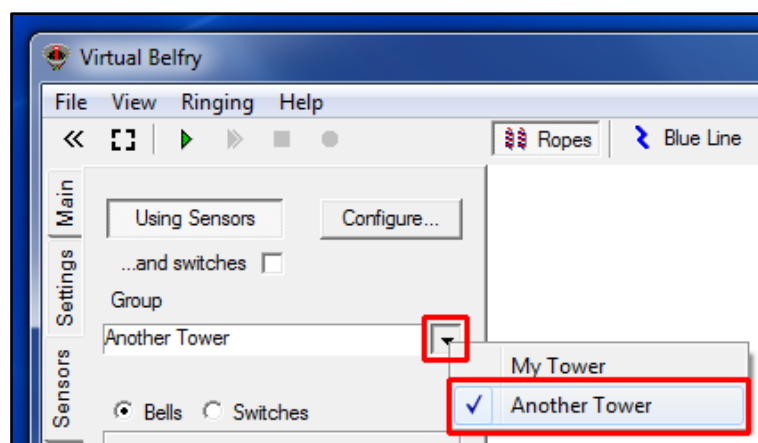 Virtual Belfry
File View Ringing Help
Ropes Blue Line
Main
Settings
Sensors
Using Sensors Configure...
...and switches
Group
Another Tower
My Tower
Another Tower
Bells Switches